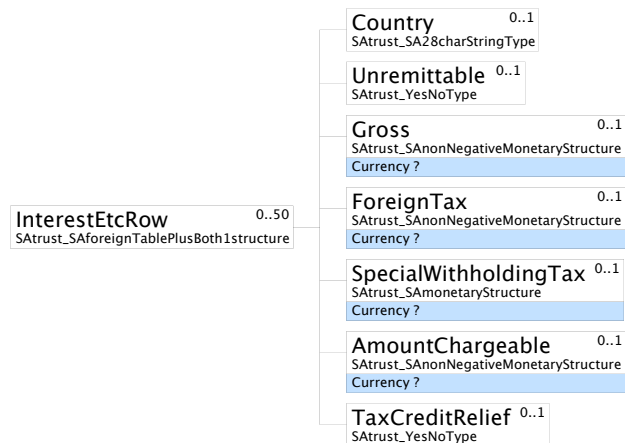 Country 0..1
SAtrust_SA28charStringType
Unremittable 0..1
SAtrust_YesNoType
Gross 0..1
SAtrust_SAnonNegativeMonetaryStructure
Currency ?
InterestEtcRow 0..50
SAtrust_SAforeignTablePlusBoth1structure
ForeignTax 0..1
SAtrust_SAnonNegativeMonetaryStructure
Currency ?
SpecialWithholdingTax 0..1
SAtrust_SAmonetaryStructure
Currency ?
AmountChargeable 0..1
SAtrust_SAnonNegativeMonetaryStructure
Currency ?
TaxCreditRelief 0..1
SAtrust_YesNoType